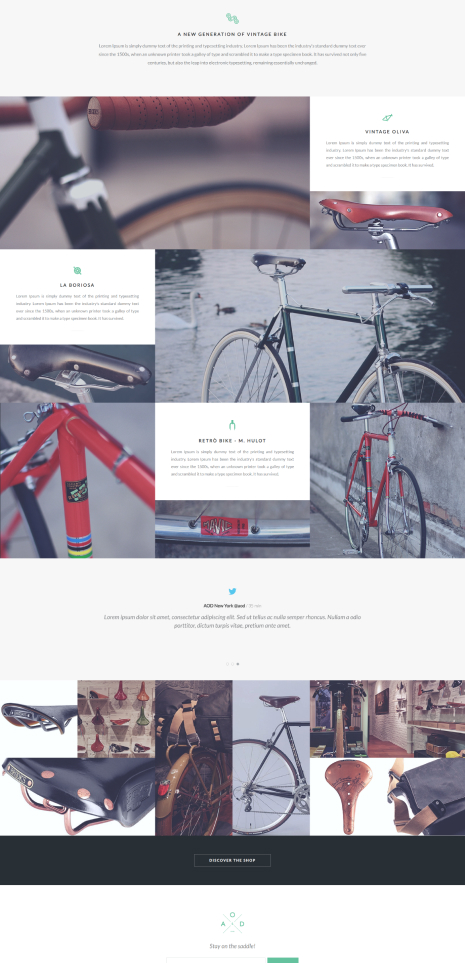 A NEW GENERATION OF VINTAGE BIKE
Lorem Ipsum is simply dummy text of the printing and typesetting industry. Lorem Ipsum has been the industry's standard dummy text ever
since the 1500s, when an unknown printer took a galley of type and scrambled it to make a type specimen book. It has survived not only five
centuries, but also the leap into electronic typesetting, remaining essentially unchanged.
VINTAGE OLIVA
Lorem Ipsum is simply dummy text of the printing and typesetting
industry. Lorem Ipsum has been the industry's standard dummy text
ever since the 1500s, when an unknown printer took a galley of type
and scrambled it to make a type specimen book. It has survived.
LA BORIOSA
Lorem Ipsum is simply dummy text of the printing and typesetting
industry. Lorem Ipsum has been the industry's standard dummy text
ever since the 1500s, when an unknown printer took a galley of type
and scrambled it to make a type specimen book. It has survived.
RETRÒ BIKE - M. HULOT
Lorem Ipsum is simply dummy text of the printing and typesetting
industry. Lorem Ipsum has been the industry's standard dummy text
ever since the 1500s, when an unknown printer took a galley of type
and scrambled it to make a type specimen book. It has survived.
AOD New York @aod
Lorem ipsum dolor sit amet, consectetur adipiscing elit. Sed ut tellus ac nulla semper rhoncus. Nullam a odio
porttitor, dictum turpis vitae, pretium ante amet.
DISCOVER THE SHOP
O
A D
Stay on the saddle!